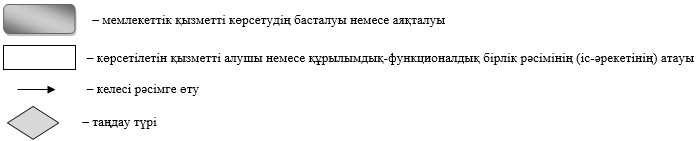 – мемлекеттік қызметті көрсетудің басталуы немесе аяқталуы
– көрсетілетін қызметті алушы немесе құрылымдық-функционалдық бірлік рәсімінің (іс-әрекетінің) атауы
– келесі рәсімге өту
– таңдау түрі